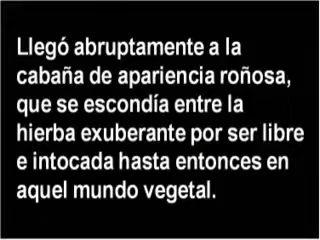 Llegó abruptamente a la
cabaña de apariencia roñosa,
que se escondía entre la
hierba exuberante por ser libre
e intocada hasta entonces en
aquel mundo vegetal.